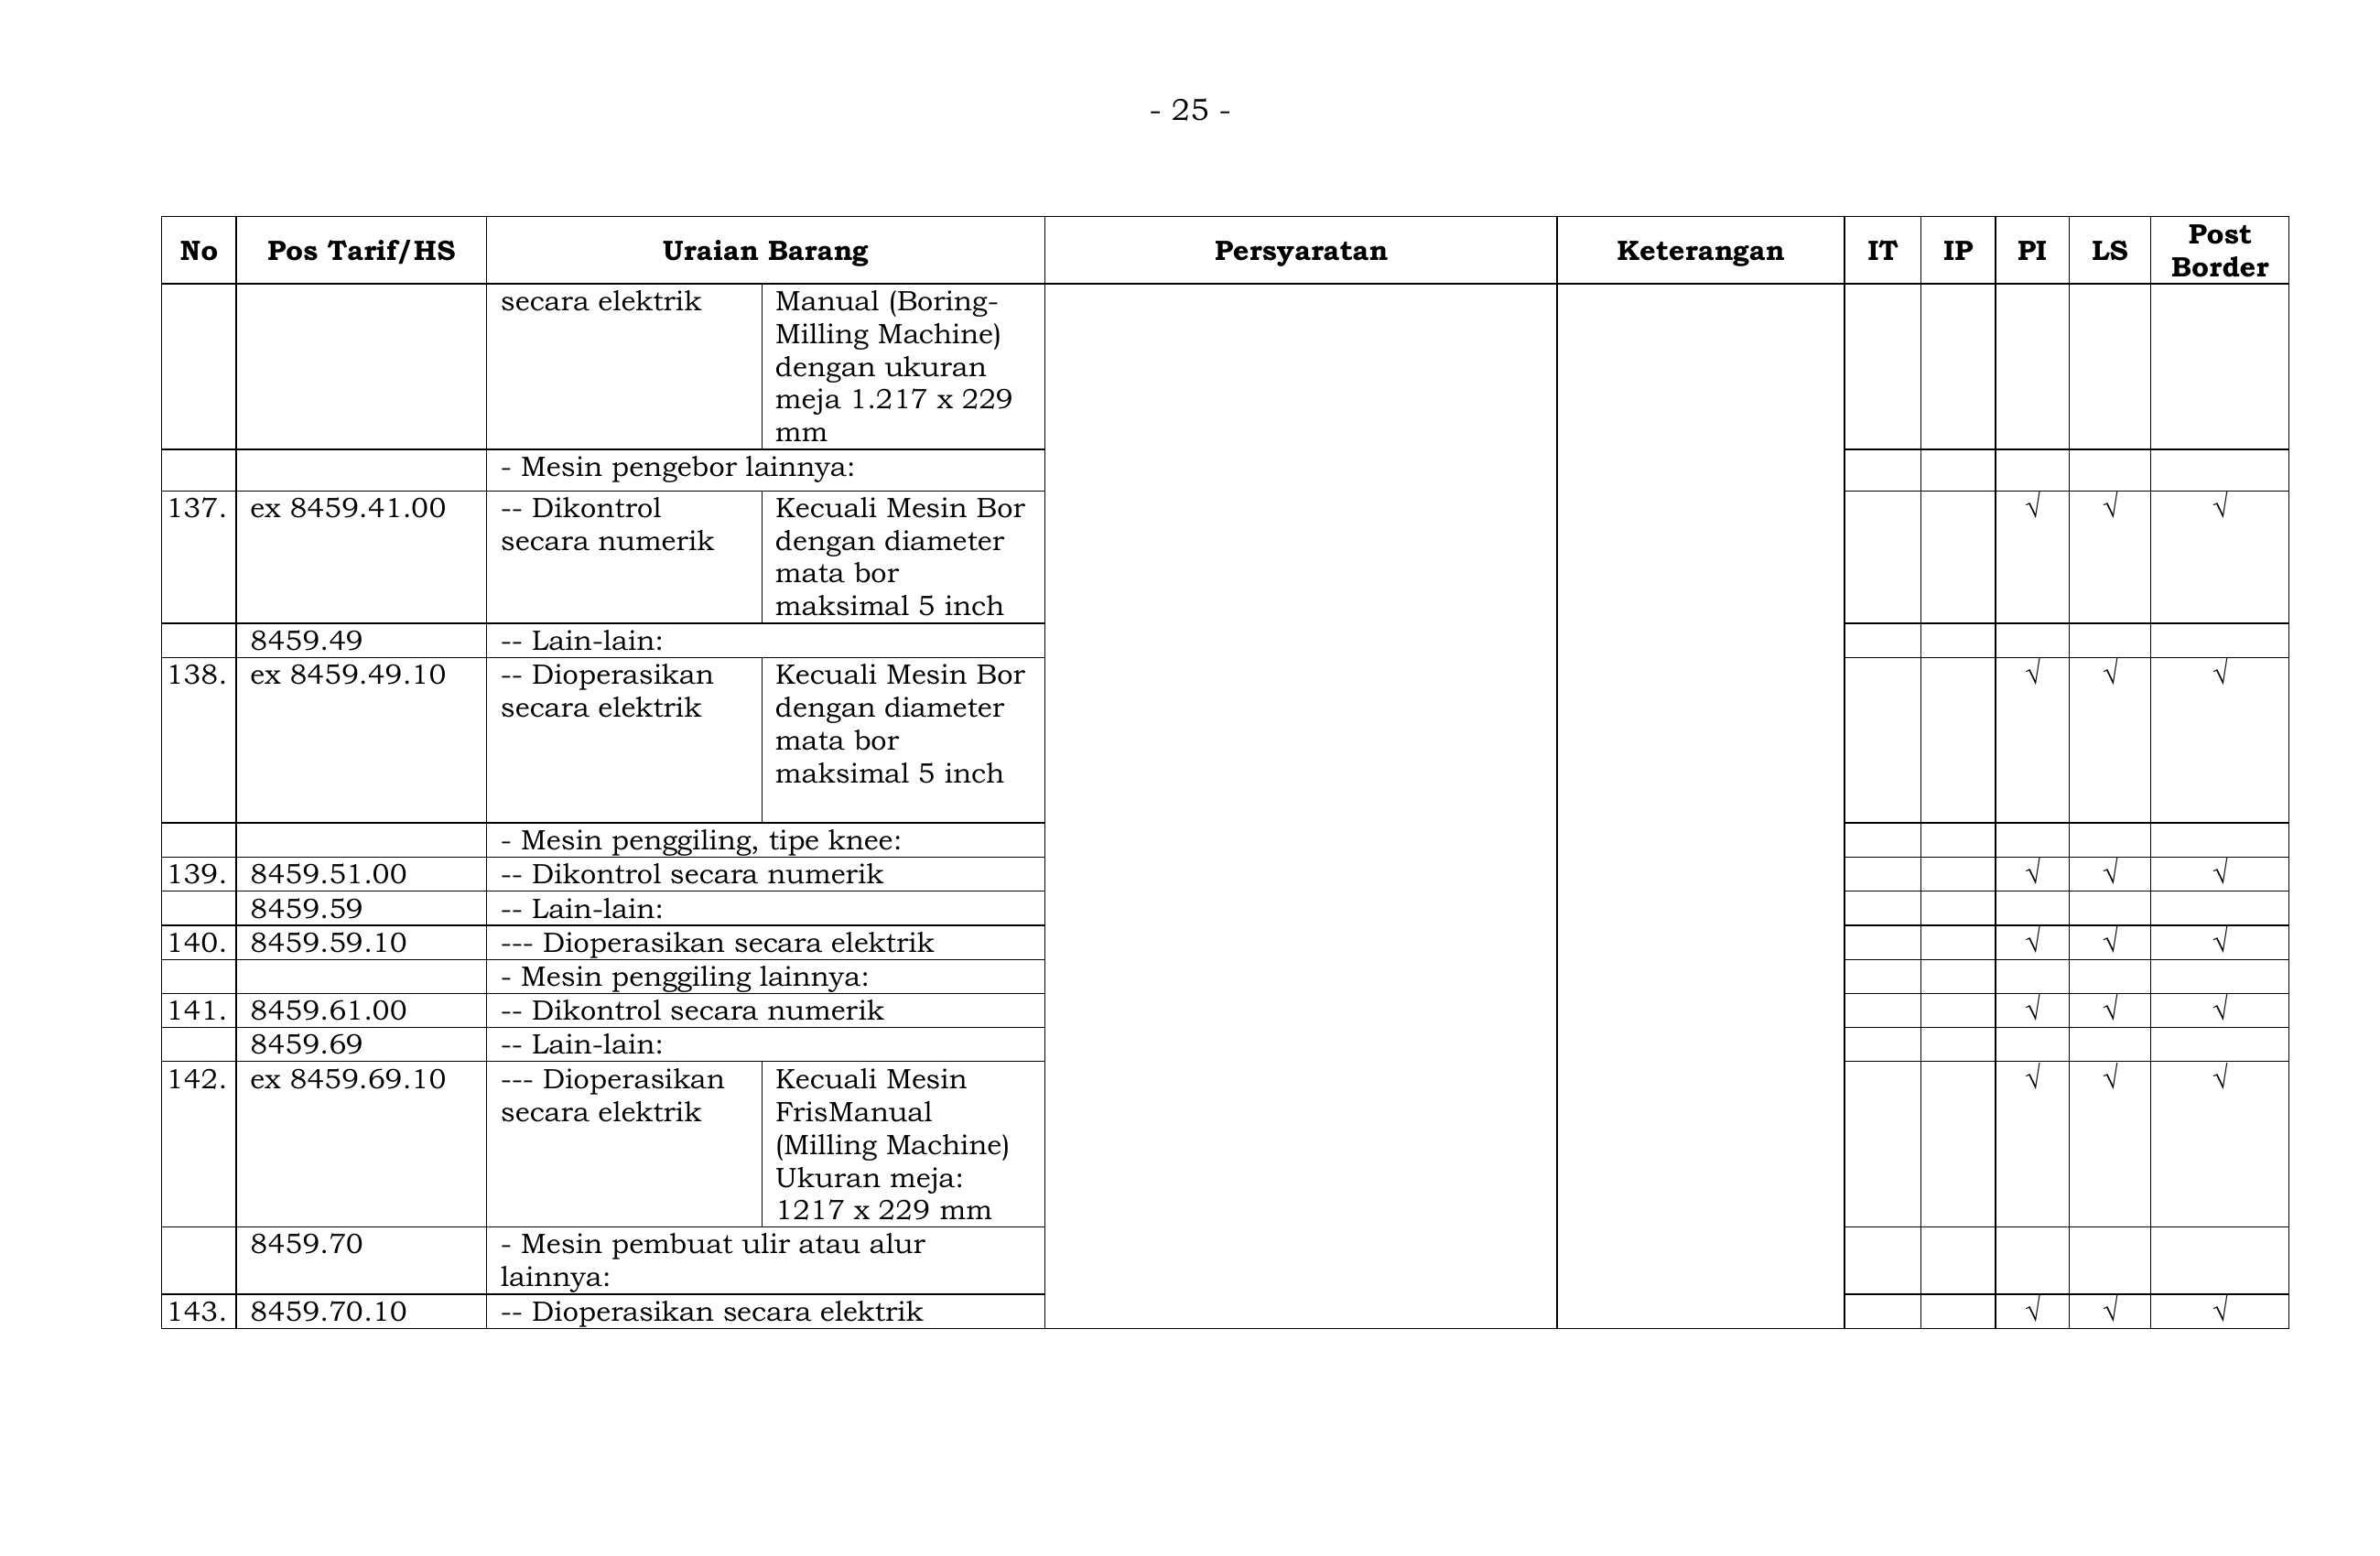 - 25 -
No Pos Tarif/HS Uraian Barang Persyaratan Keterangan IT IP PI LS Post Border
secara elektrik Manual (Boring-
Milling Machine)
dengan ukuran
meja 1.217 x 229
mm
- Mesin pengebor lainnya:
137. ex 8459.41.00 -- Dikontrol Kecuali Mesin Bor √ √ √
secara numerik dengan diameter
mata bor
maksimal 5 inch
8459.49 -- Lain-lain:
138. ex 8459.49.10 -- Dioperasikan Kecuali Mesin Bor √ √ √
secara elektrik dengan diameter
mata bor
maksimal 5 inch
- Mesin penggiling, tipe knee:
139. 8459.51.00 -- Dikontrol secara numerik √ √ √
8459.59 -- Lain-lain:
140. 8459.59.10 --- Dioperasikan secara elektrik √ √ √
- Mesin penggiling lainnya:
141. 8459.61.00 -- Dikontrol secara numerik √ √ √
8459.69 -- Lain-lain:
142. ex 8459.69.10 --- Dioperasikan Kecuali Mesin √ √ √
secara elektrik FrisManual
(Milling Machine)
Ukuran meja:
1217 x 229 mm
8459.70 - Mesin pembuat ulir atau alur
lainnya:
143. 8459.70.10 -- Dioperasikan secara elektrik √ √ √